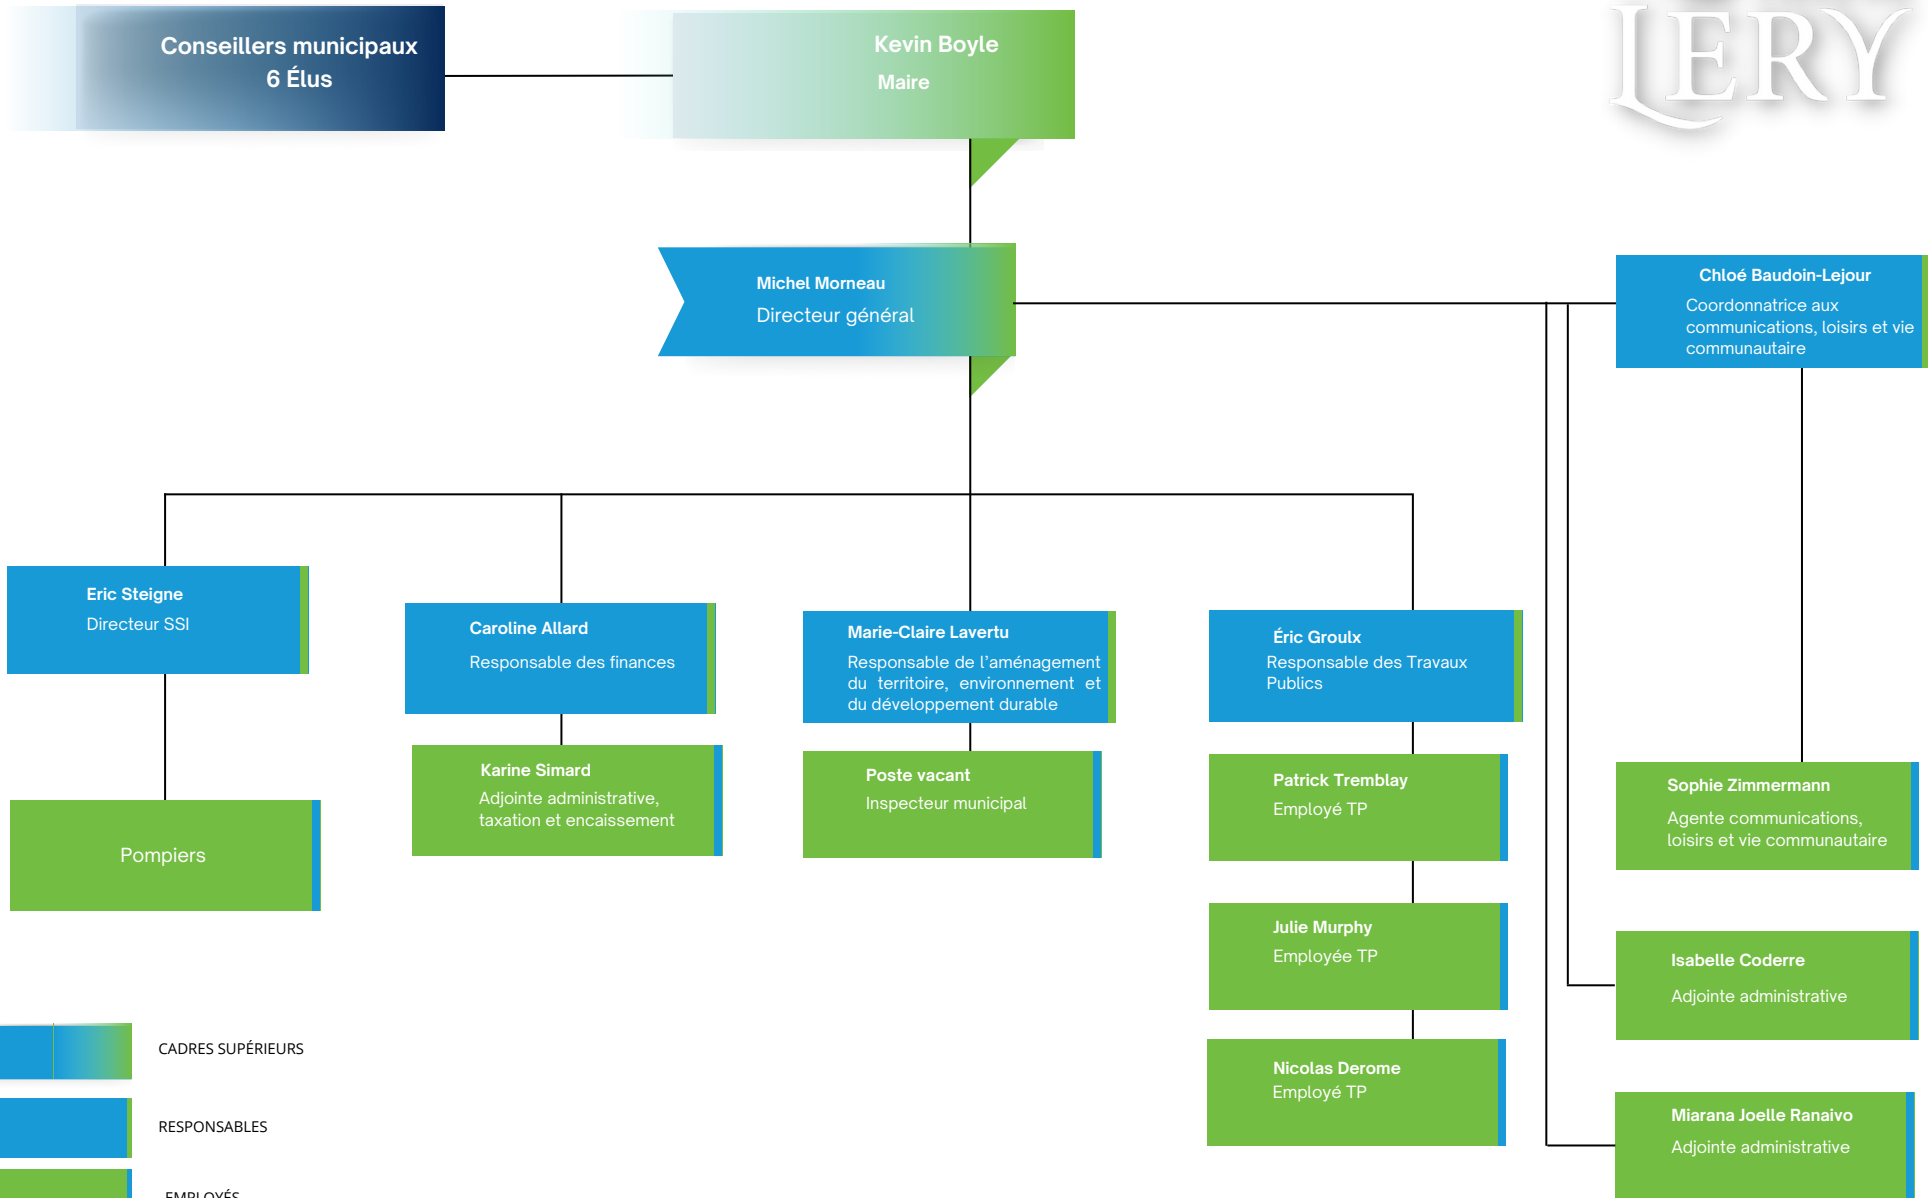 Conseillers municipaux
6 Élus
Kevin Boyle
Maire
LERY
Michel Morneau
Directeur général
Chloé Baudoin-Lejour
Coordonnatrice aux
communications, loisirs et vie
communautaire
Eric Steigne
Directeur SSI
Caroline Allard
Responsable des finances
Marie-Claire Lavertu
Responsable de l'aménagement
du territoire, environnement et
du développement durable
Éric Groulx
Responsable des Travaux
Publics
Pompiers
Karine Simard
Adjointe administrative,
taxation et encaissement
Poste vacant
Inspecteur municipal
Patrick Tremblay
Employé TP
Sophie Zimmermann
Agente communications,
loisirs et vie communautaire
Julie Murphy
Employée TP
Isabelle Coderre
Adjointe administrative
Nicolas Derome
Employé TP
Miarana Joelle Ranaivo
Adjointe administrative
CADRES SUPÉRIEURS
RESPONSABLES
EMPLOYÉS